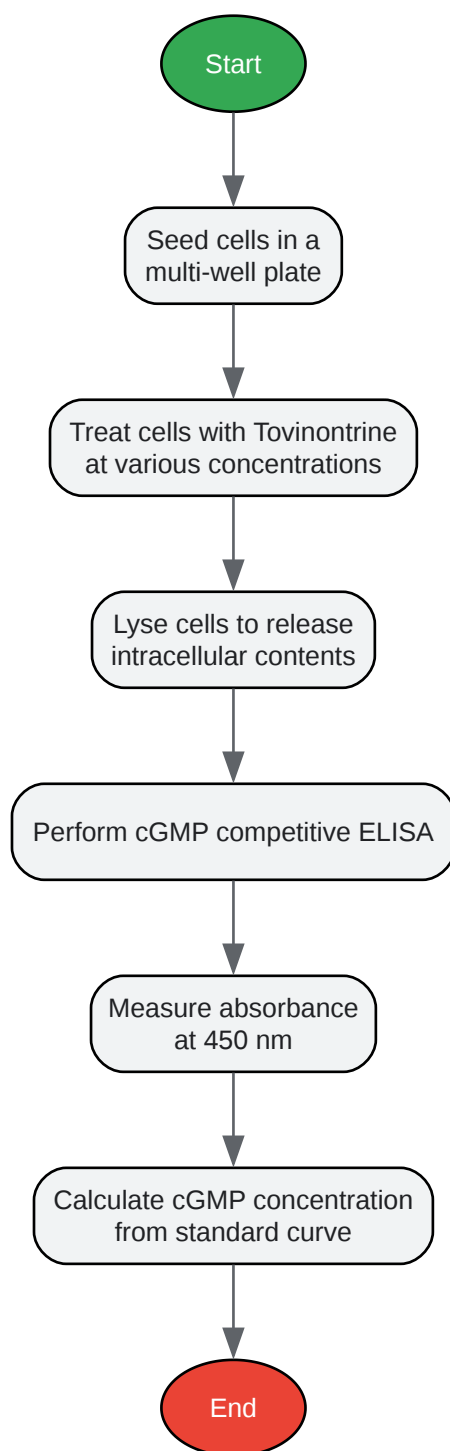 Start
Seed cells in a
multi-well plate
Treat cells with Tovinontrine
at various concentrations
Lyse cells to release
intracellular contents
Perform cGMP competitive ELISA
Measure absorbance
at 450 nm
Calculate cGMP concentration
from standard curve
End